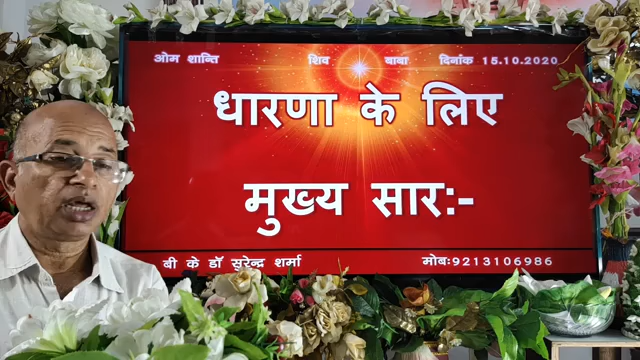 ओम शान्ति शिव बाबा दिनांक 15.10.2020
धारणा के लिए
मुख्य सार:-
बी के डॉ सुरेन्द्र शर्मा मोब:9213106986